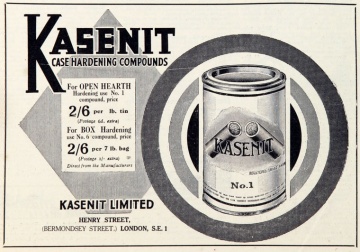 KASENIT
CASE HARDENING COMPOUNDS
For OPEN HEARTH
Hardening use No. 1
compound, price
2/6 per lb. tin
(Postage 6d. extra)
For BOX Hardening
use No. 6 compound, price
2/6 per 7 lb. bag
(Postage 9d. extra)
Direct from the Manufacturers
KASENIT LIMITED
HENRY STREET,
(BERMONDSEY STREET,) LONDON, S.E. 1
KASENIT
No.1